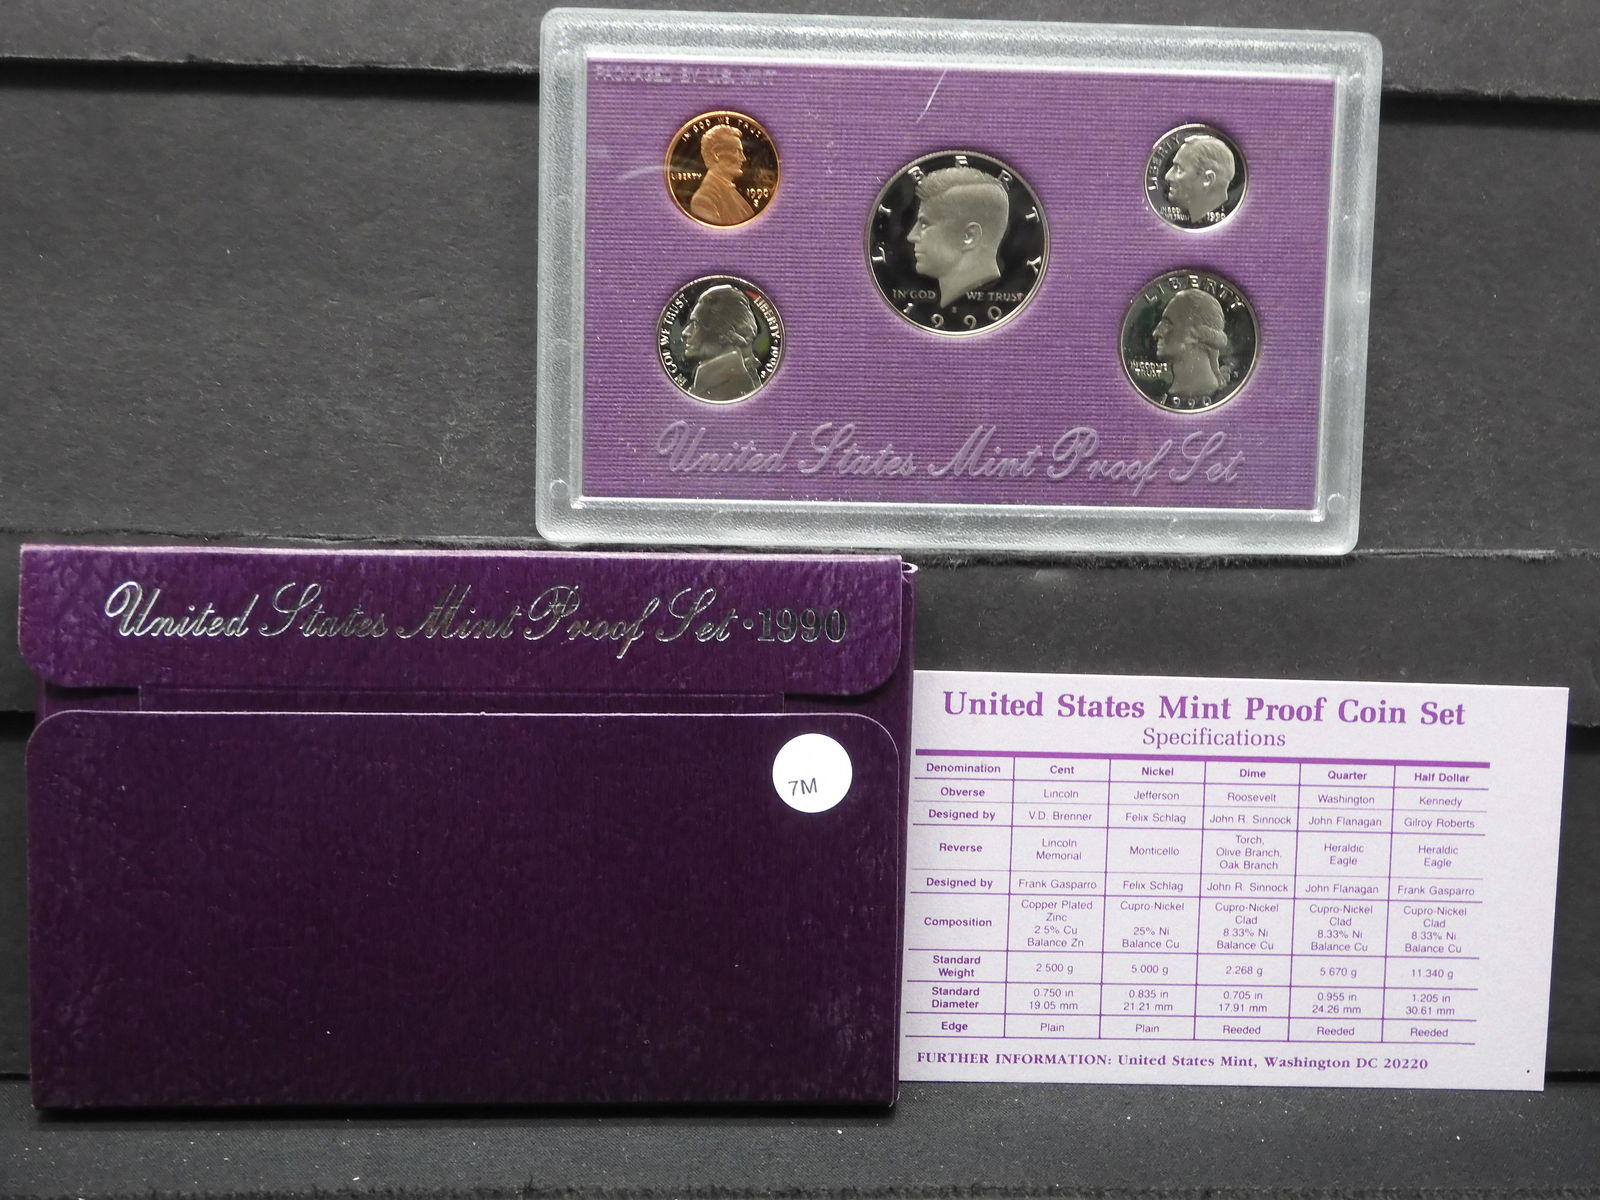 PACKAGED BY U.S. MINT
IN GOD WE TRUST
LIBERTY
1990
S
LIBERTY
IN GOD WE TRUST
S
1990
LIBERTY
IN GOD
WE TRUST
S
1990
IN GOD WE TRUST
LIBERTY · 1990
S
LIBERTY
IN GOD WE
TRUST
S
1990
United States Mint Proof Set
United States Mint Proof Set · 1990
7M
United States Mint Proof Coin Set
Specifications
Denomination Cent Nickel Dime Quarter Half Dollar
Obverse Lincoln Jefferson Roosevelt Washington Kennedy
Designed by V.D. Brenner Felix Schlag John R. Sinnock John Flanagan Gilroy Roberts
Reverse Lincoln Memorial Monticello Torch, Olive Branch, Oak Branch Heraldic Eagle Heraldic Eagle
Designed by Frank Gasparro Felix Schlag John R. Sinnock John Flanagan Frank Gasparro
Composition Copper Plated Zinc 2.5% Cu Balance Zn Cupro-Nickel 25% Ni Balance Cu Cupro-Nickel Clad 8.33% Ni Balance Cu Cupro-Nickel Clad 8.33% Ni Balance Cu Cupro-Nickel Clad 8.33% Ni Balance Cu
Standard Weight 2.500 g 5.000 g 2.268 g 5.670 g 11.340 g
Standard Diameter 0.750 in 19.05 mm 0.835 in 21.21 mm 0.705 in 17.91 mm 0.955 in 24.26 mm 1.205 in 30.61 mm
Edge Plain Plain Reeded Reeded Reeded
FURTHER INFORMATION: United States Mint, Washington DC 20220